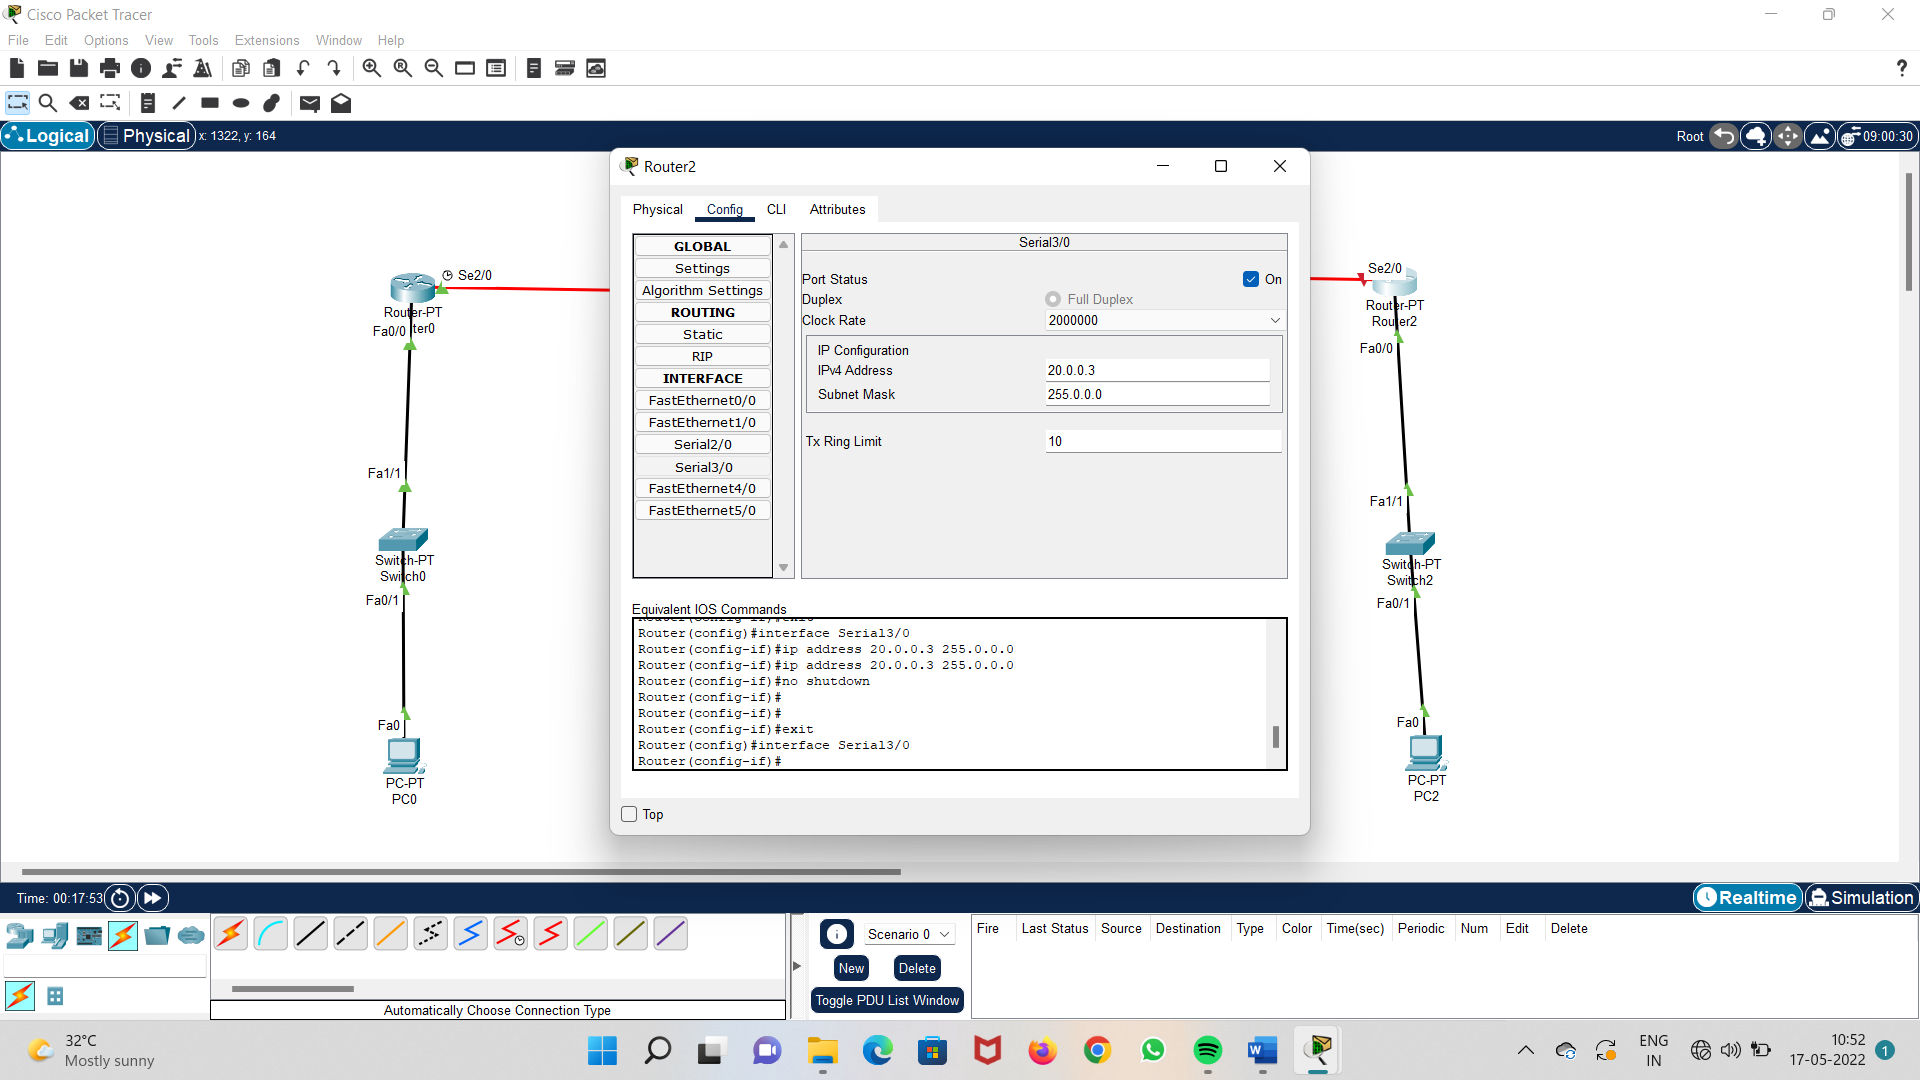 Cisco Packet Tracer
File Edit Options View Tools Extensions Window Help
?
Logical Physical x: 1322, y: 164 Root 09:00:30
Router2
Physical Config CLI Attributes
GLOBAL
Settings
Algorithm Settings
ROUTING
Static
RIP
INTERFACE
FastEthernet0/0
FastEthernet1/0
Serial2/0
Serial3/0
FastEthernet4/0
FastEthernet5/0
Serial3/0
Port Status On
Duplex Full Duplex
Clock Rate 2000000
IP Configuration
IPv4 Address 20.0.0.3
Subnet Mask 255.0.0.0
Tx Ring Limit 10
Equivalent IOS Commands
Router(config-if)#exit
Router(config)#interface Serial3/0
Router(config-if)#ip address 20.0.0.3 255.0.0.0
Router(config-if)#ip address 20.0.0.3 255.0.0.0
Router(config-if)#no shutdown
Router(config-if)#
Router(config-if)#
Router(config-if)#exit
Router(config)#interface Serial3/0
Router(config-if)#
Top
Se2/0
Router-PT
Fa0/0 ter0
Fa1/1
Switch-PT
Switch0
Fa0/1
Fa0
PC-PT
PC0
Se2/0
Router-PT
Router2
Fa0/0
Fa1/1
Switch-PT
Switch2
Fa0/1
Fa0
PC-PT
PC2
Time: 00:17:53 Realtime Simulation
Scenario 0
New Delete
Toggle PDU List Window
Fire Last Status Source Destination Type Color Time(sec) Periodic Num Edit Delete
Automatically Choose Connection Type
32°C
Mostly sunny
ENG
IN
10:52
17-05-2022
1